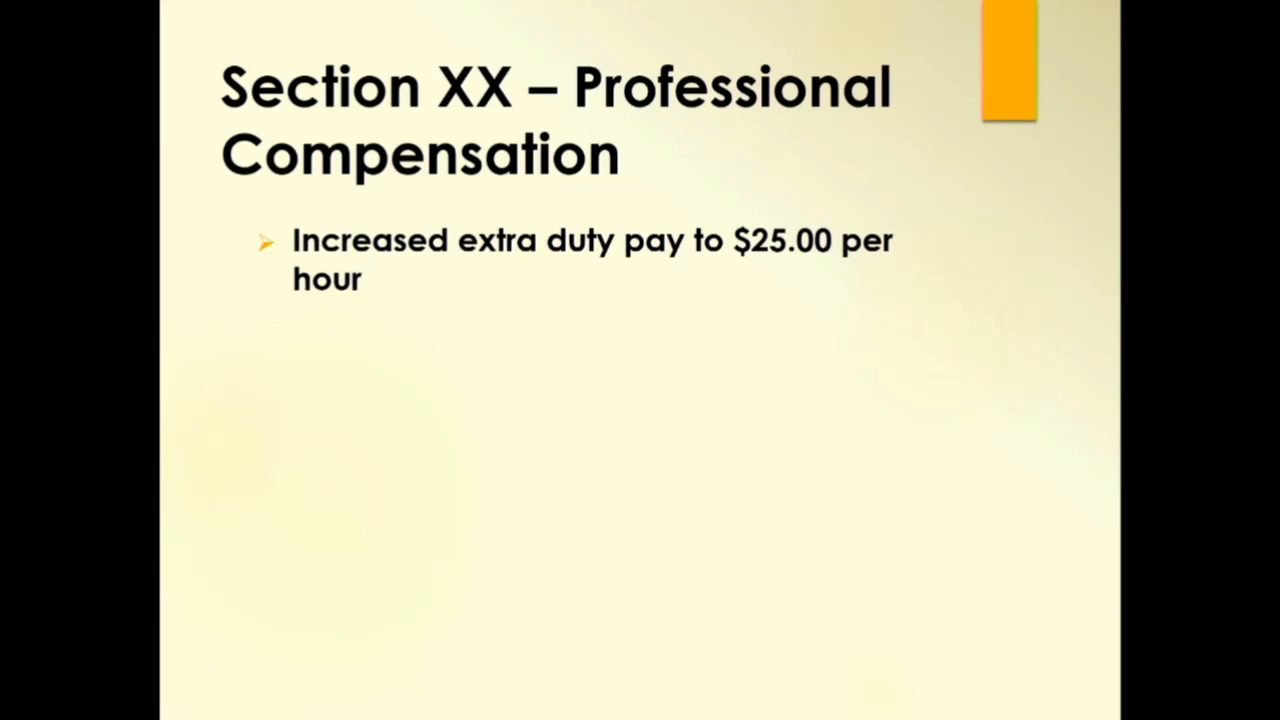 Section XX – Professional
Compensation
Increased extra duty pay to $25.00 per
hour